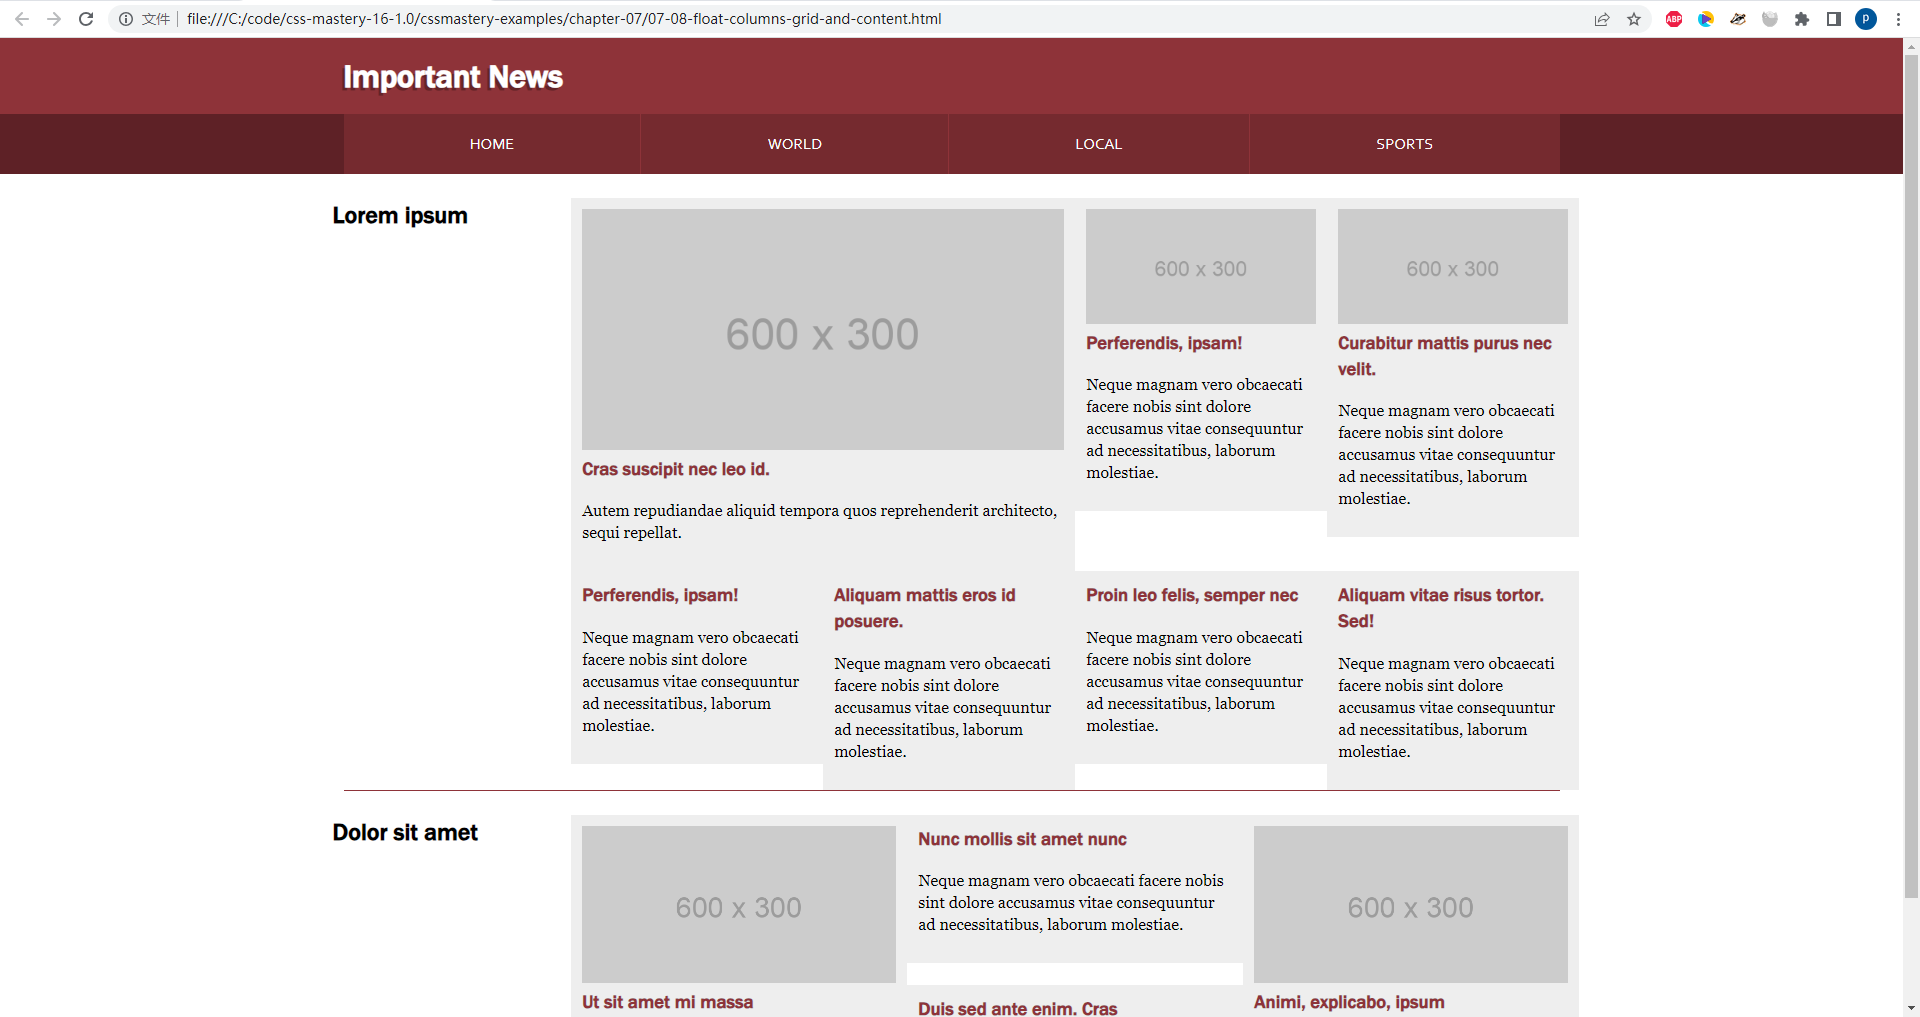 文件
file:///C:/code/css-mastery-16-1.0/cssmastery-examples/chapter-07/07-08-float-columns-grid-and-content.html
ABP
P
Important News
HOME
WORLD
LOCAL
SPORTS
Lorem ipsum
600 x 300
Cras suscipit nec leo id.
Autem repudiandae aliquid tempora quos reprehenderit architecto,
sequi repellat.
600 x 300
Perferendis, ipsam!
Neque magnam vero obcaecati
facere nobis sint dolore
accusamus vitae consequuntur
ad necessitatibus, laborum
molestiae.
600 x 300
Curabitur mattis purus nec
velit.
Neque magnam vero obcaecati
facere nobis sint dolore
accusamus vitae consequuntur
ad necessitatibus, laborum
molestiae.
Perferendis, ipsam!
Neque magnam vero obcaecati
facere nobis sint dolore
accusamus vitae consequuntur
ad necessitatibus, laborum
molestiae.
Aliquam mattis eros id
posuere.
Neque magnam vero obcaecati
facere nobis sint dolore
accusamus vitae consequuntur
ad necessitatibus, laborum
molestiae.
Proin leo felis, semper nec
Neque magnam vero obcaecati
facere nobis sint dolore
accusamus vitae consequuntur
ad necessitatibus, laborum
molestiae.
Aliquam vitae risus tortor.
Sed!
Neque magnam vero obcaecati
facere nobis sint dolore
accusamus vitae consequuntur
ad necessitatibus, laborum
molestiae.
Dolor sit amet
600 x 300
Ut sit amet mi massa
Nunc mollis sit amet nunc
Neque magnam vero obcaecati facere nobis
sint dolore accusamus vitae consequuntur
ad necessitatibus, laborum molestiae.
Duis sed ante enim. Cras
600 x 300
Animi, explicabo, ipsum